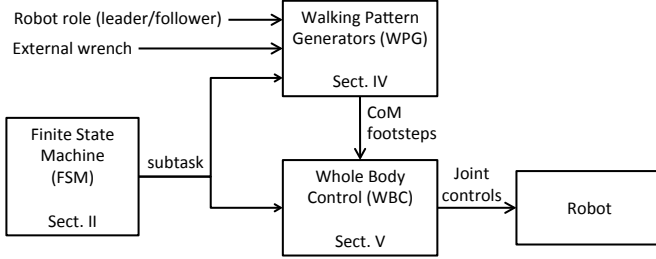 Robot role (leader/follower)
External wrench
Walking Pattern
Generators (WPG)
Sect. IV
CoM
footsteps
Finite State
Machine
(FSM)
Sect. II
subtask
Whole Body
Control (WBC)
Sect. V
Joint
controls
Robot